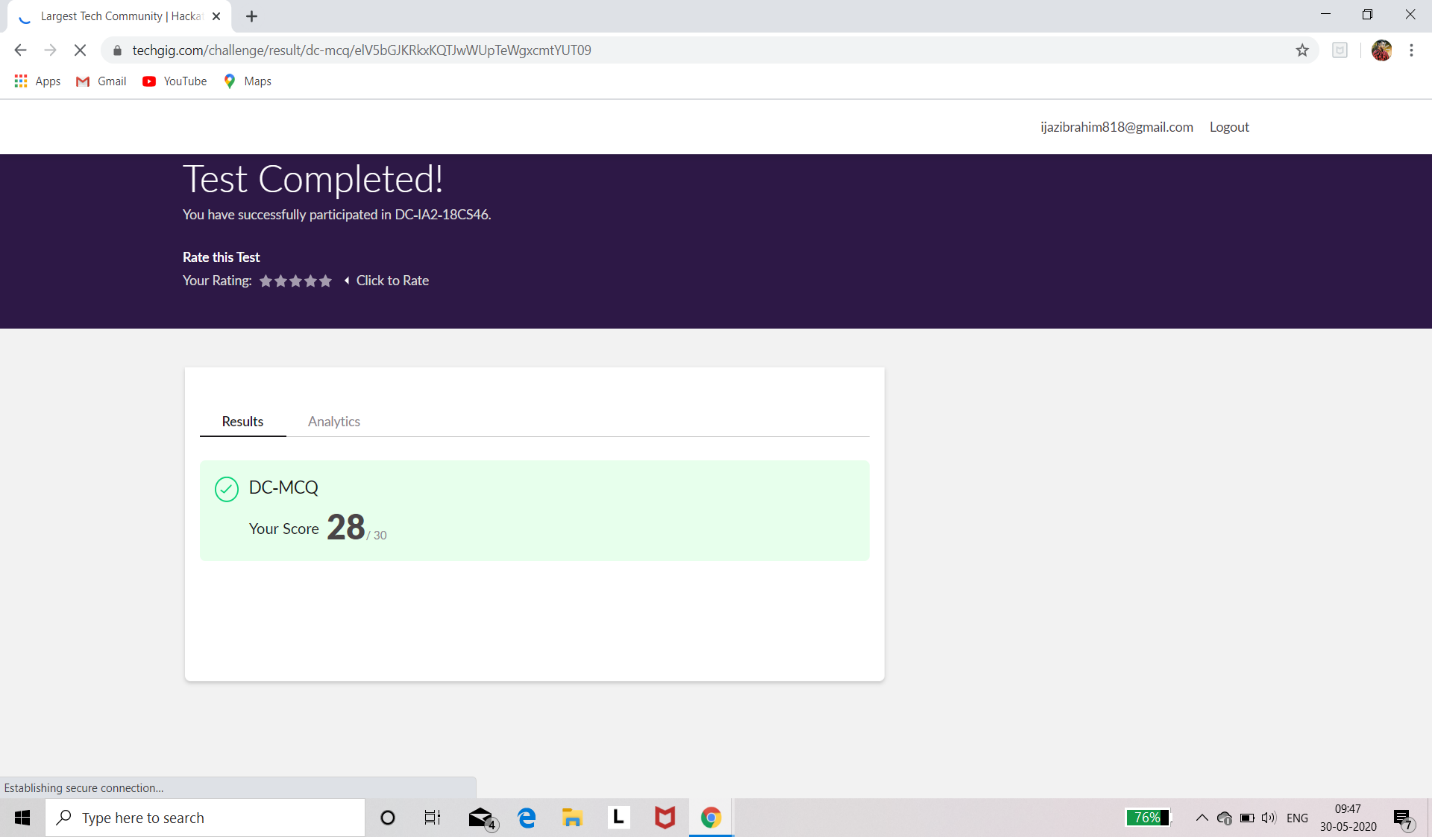 Largest Tech Community | Hacka
techgig.com/challenge/result/dc-mcq/
Apps Gmail YouTube Maps
ijazibrahim818@gmail.com Logout
Test Completed!
You have successfully participated in DC-IA2-18CS46.
Rate this Test
Your Rating: Click to Rate
Results Analytics
DC-MCQ
Your Score 28 / 30
Establishing secure connection...
Type here to search
4
L
76%
ENG
09:47
30-05-2020
7